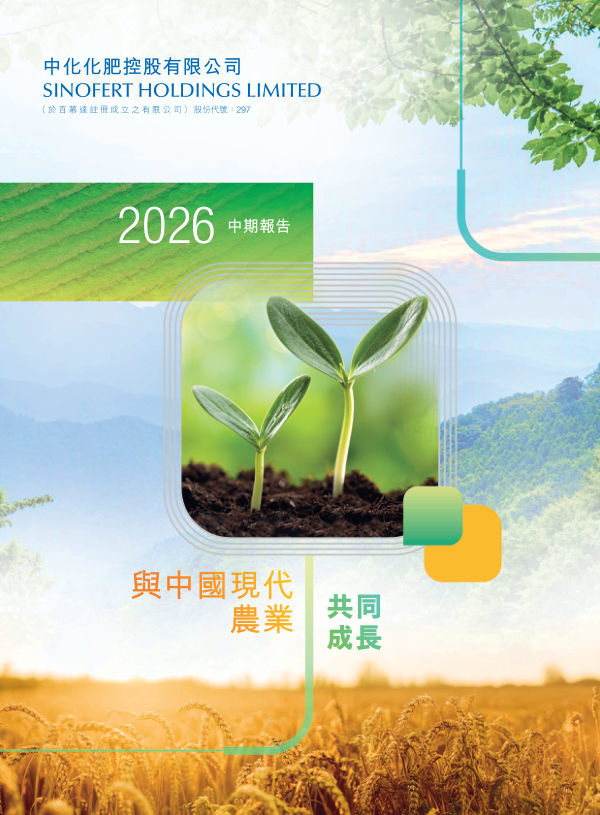 中化化肥控股有限公司
SINOFERT HOLDINGS LIMITED
（於百慕達註冊成立之有限公司） 股份代號：297
2026 中期報告
與中國現代
農業
共同
成長